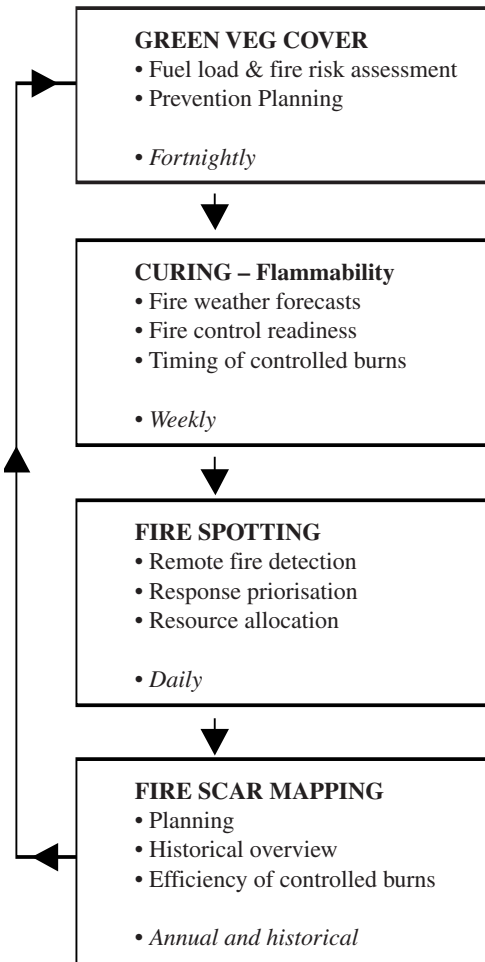 GREEN VEG COVER
• Fuel load & fire risk assessment
• Prevention Planning
• Fortnightly
CURING – Flammability
• Fire weather forecasts
• Fire control readiness
• Timing of controlled burns
• Weekly
FIRE SPOTTING
• Remote fire detection
• Response priorisation
• Resource allocation
• Daily
FIRE SCAR MAPPING
• Planning
• Historical overview
• Efficiency of controlled burns
• Annual and historical